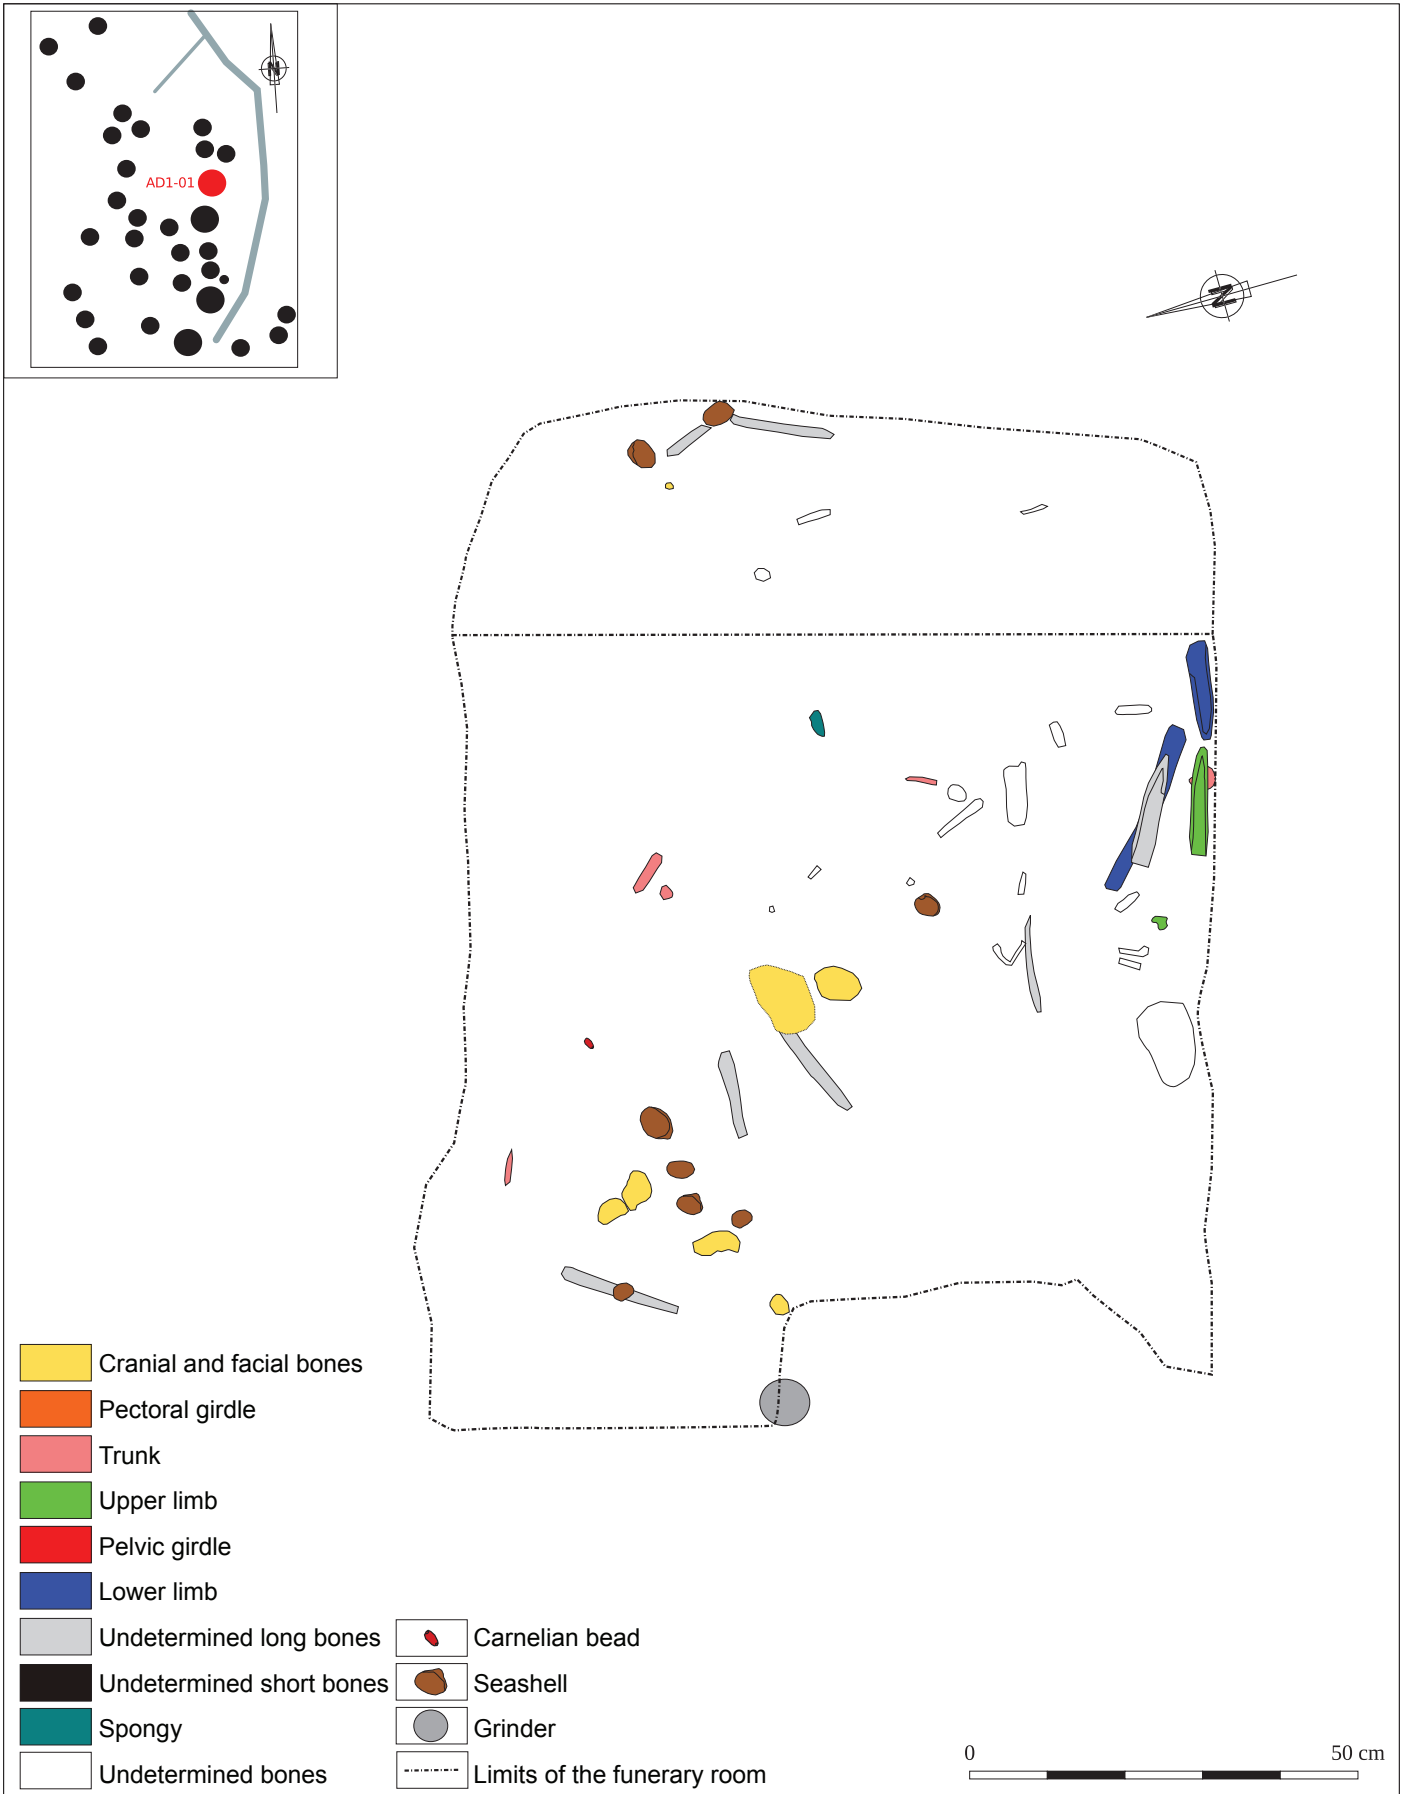 N
AD1-01
N
Cranial and facial bones
Pectoral girdle
Trunk
Upper limb
Pelvic girdle
Lower limb
Undetermined long bones
Undetermined short bones
Spongy
Undetermined bones
Carnelian bead
Seashell
Grinder
Limits of the funerary room
0 50 cm